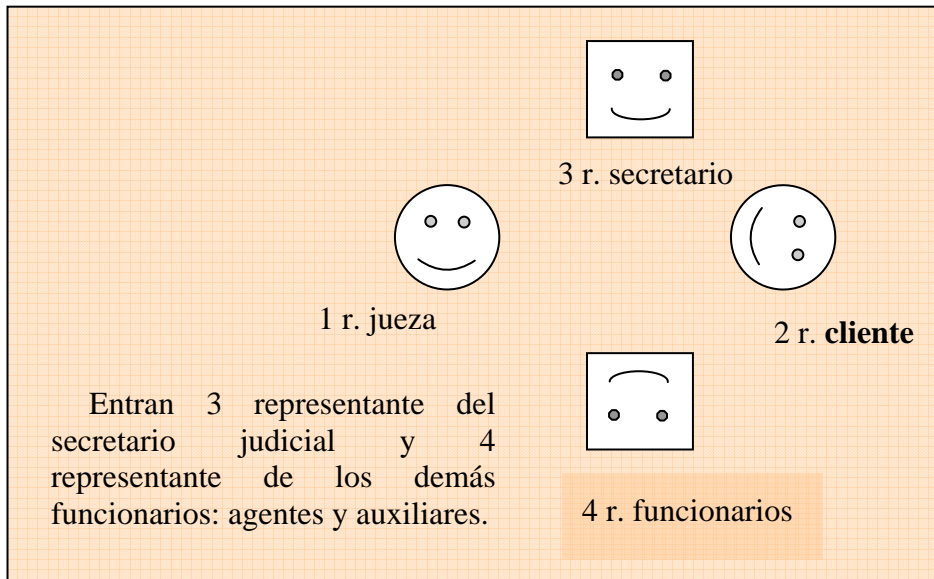 3 r. secretario
1 r. jueza
2 r. cliente
Entran 3 representante del
secretario judicial y 4
representante de los demás
funcionarios: agentes y auxiliares.
4 r. funcionarios